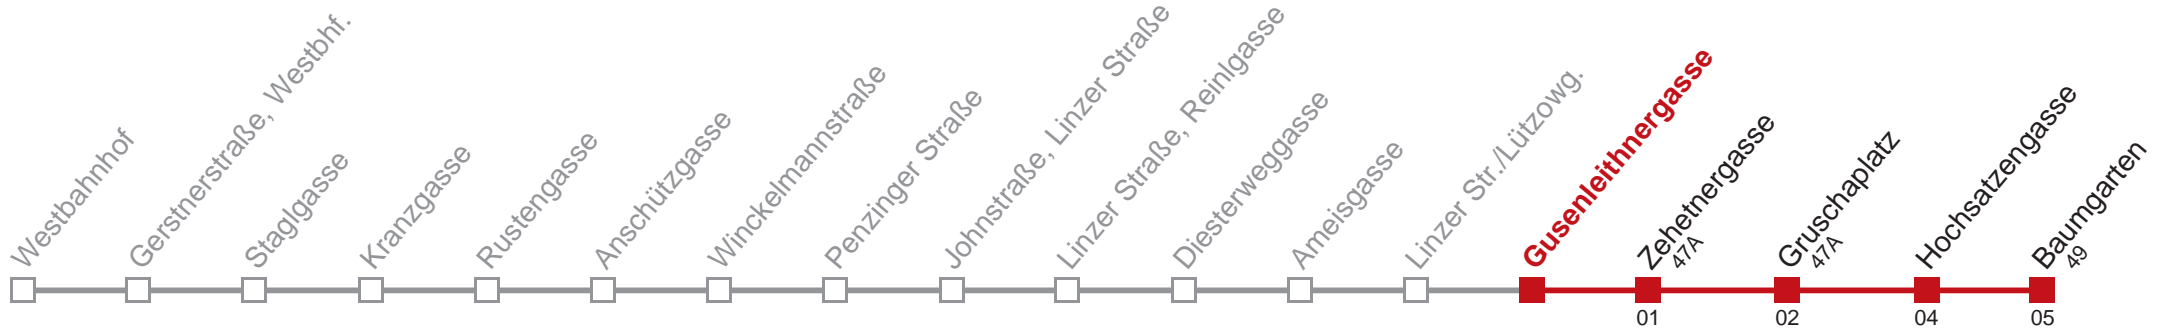 Westbahnhof
Gerstnerstraße, Westbhf.
Staglgasse
Kranzgasse
Rustengasse
Anschützgasse
Winckelmannstraße
Penzinger Straße
Johnstraße, Linzer Straße
Linzer Straße, Reinlgasse
Diesterweggasse
Ameisgasse
Linzer Str./Lützowg.
Gusenleithnergasse
Zehetnergasse
47A
Gruschaplatz
47A
Hochsatzengasse
Baumgarten
49
01
02
04
05